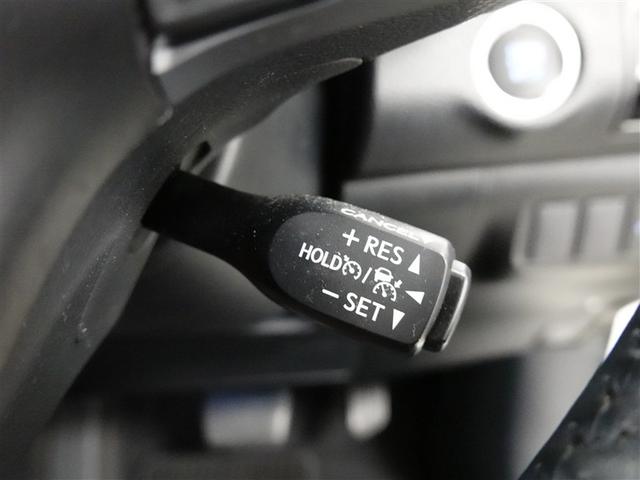 CANCEL
+ RES ▲
HOLD / ◀
− SET ▼